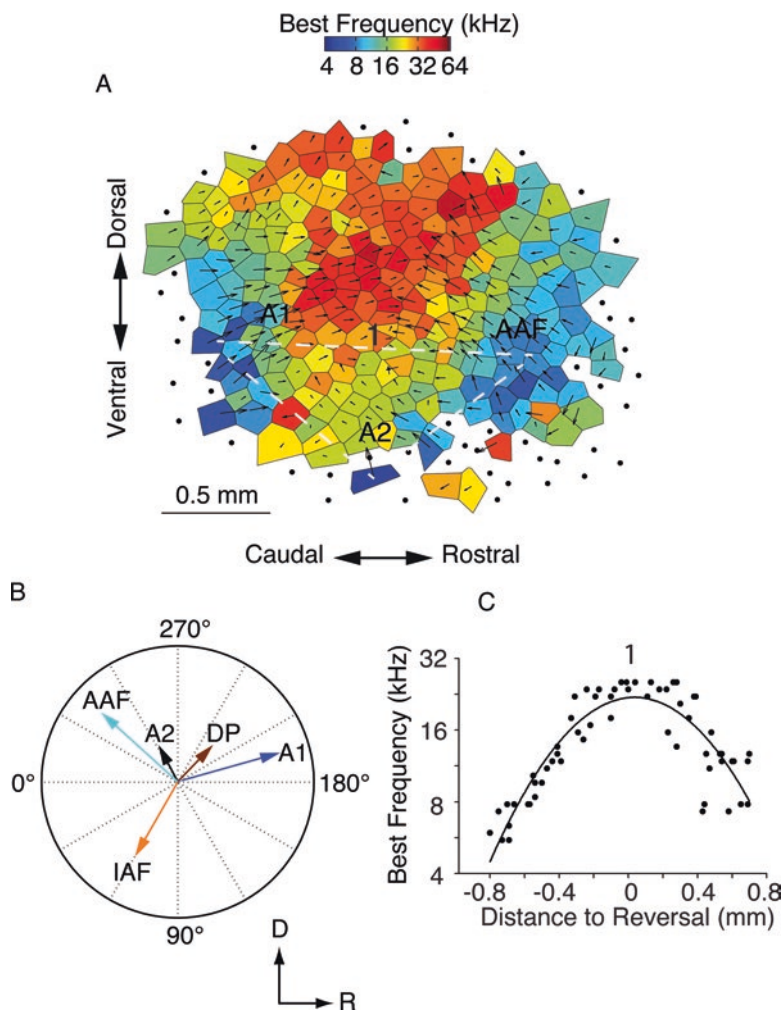 Best Frequency (kHz)
4 8 16 32 64
A
Dorsal
Ventral
A1
1
AAF
A2
0.5 mm
Caudal Rostral
B
270°
AAF
A2
DP
A1
0°
180°
IAF
90°
D
R
C
1
Best Frequency (kHz)
32
16
8
4
-0.8 -0.4 0 0.4 0.8
Distance to Reversal (mm)